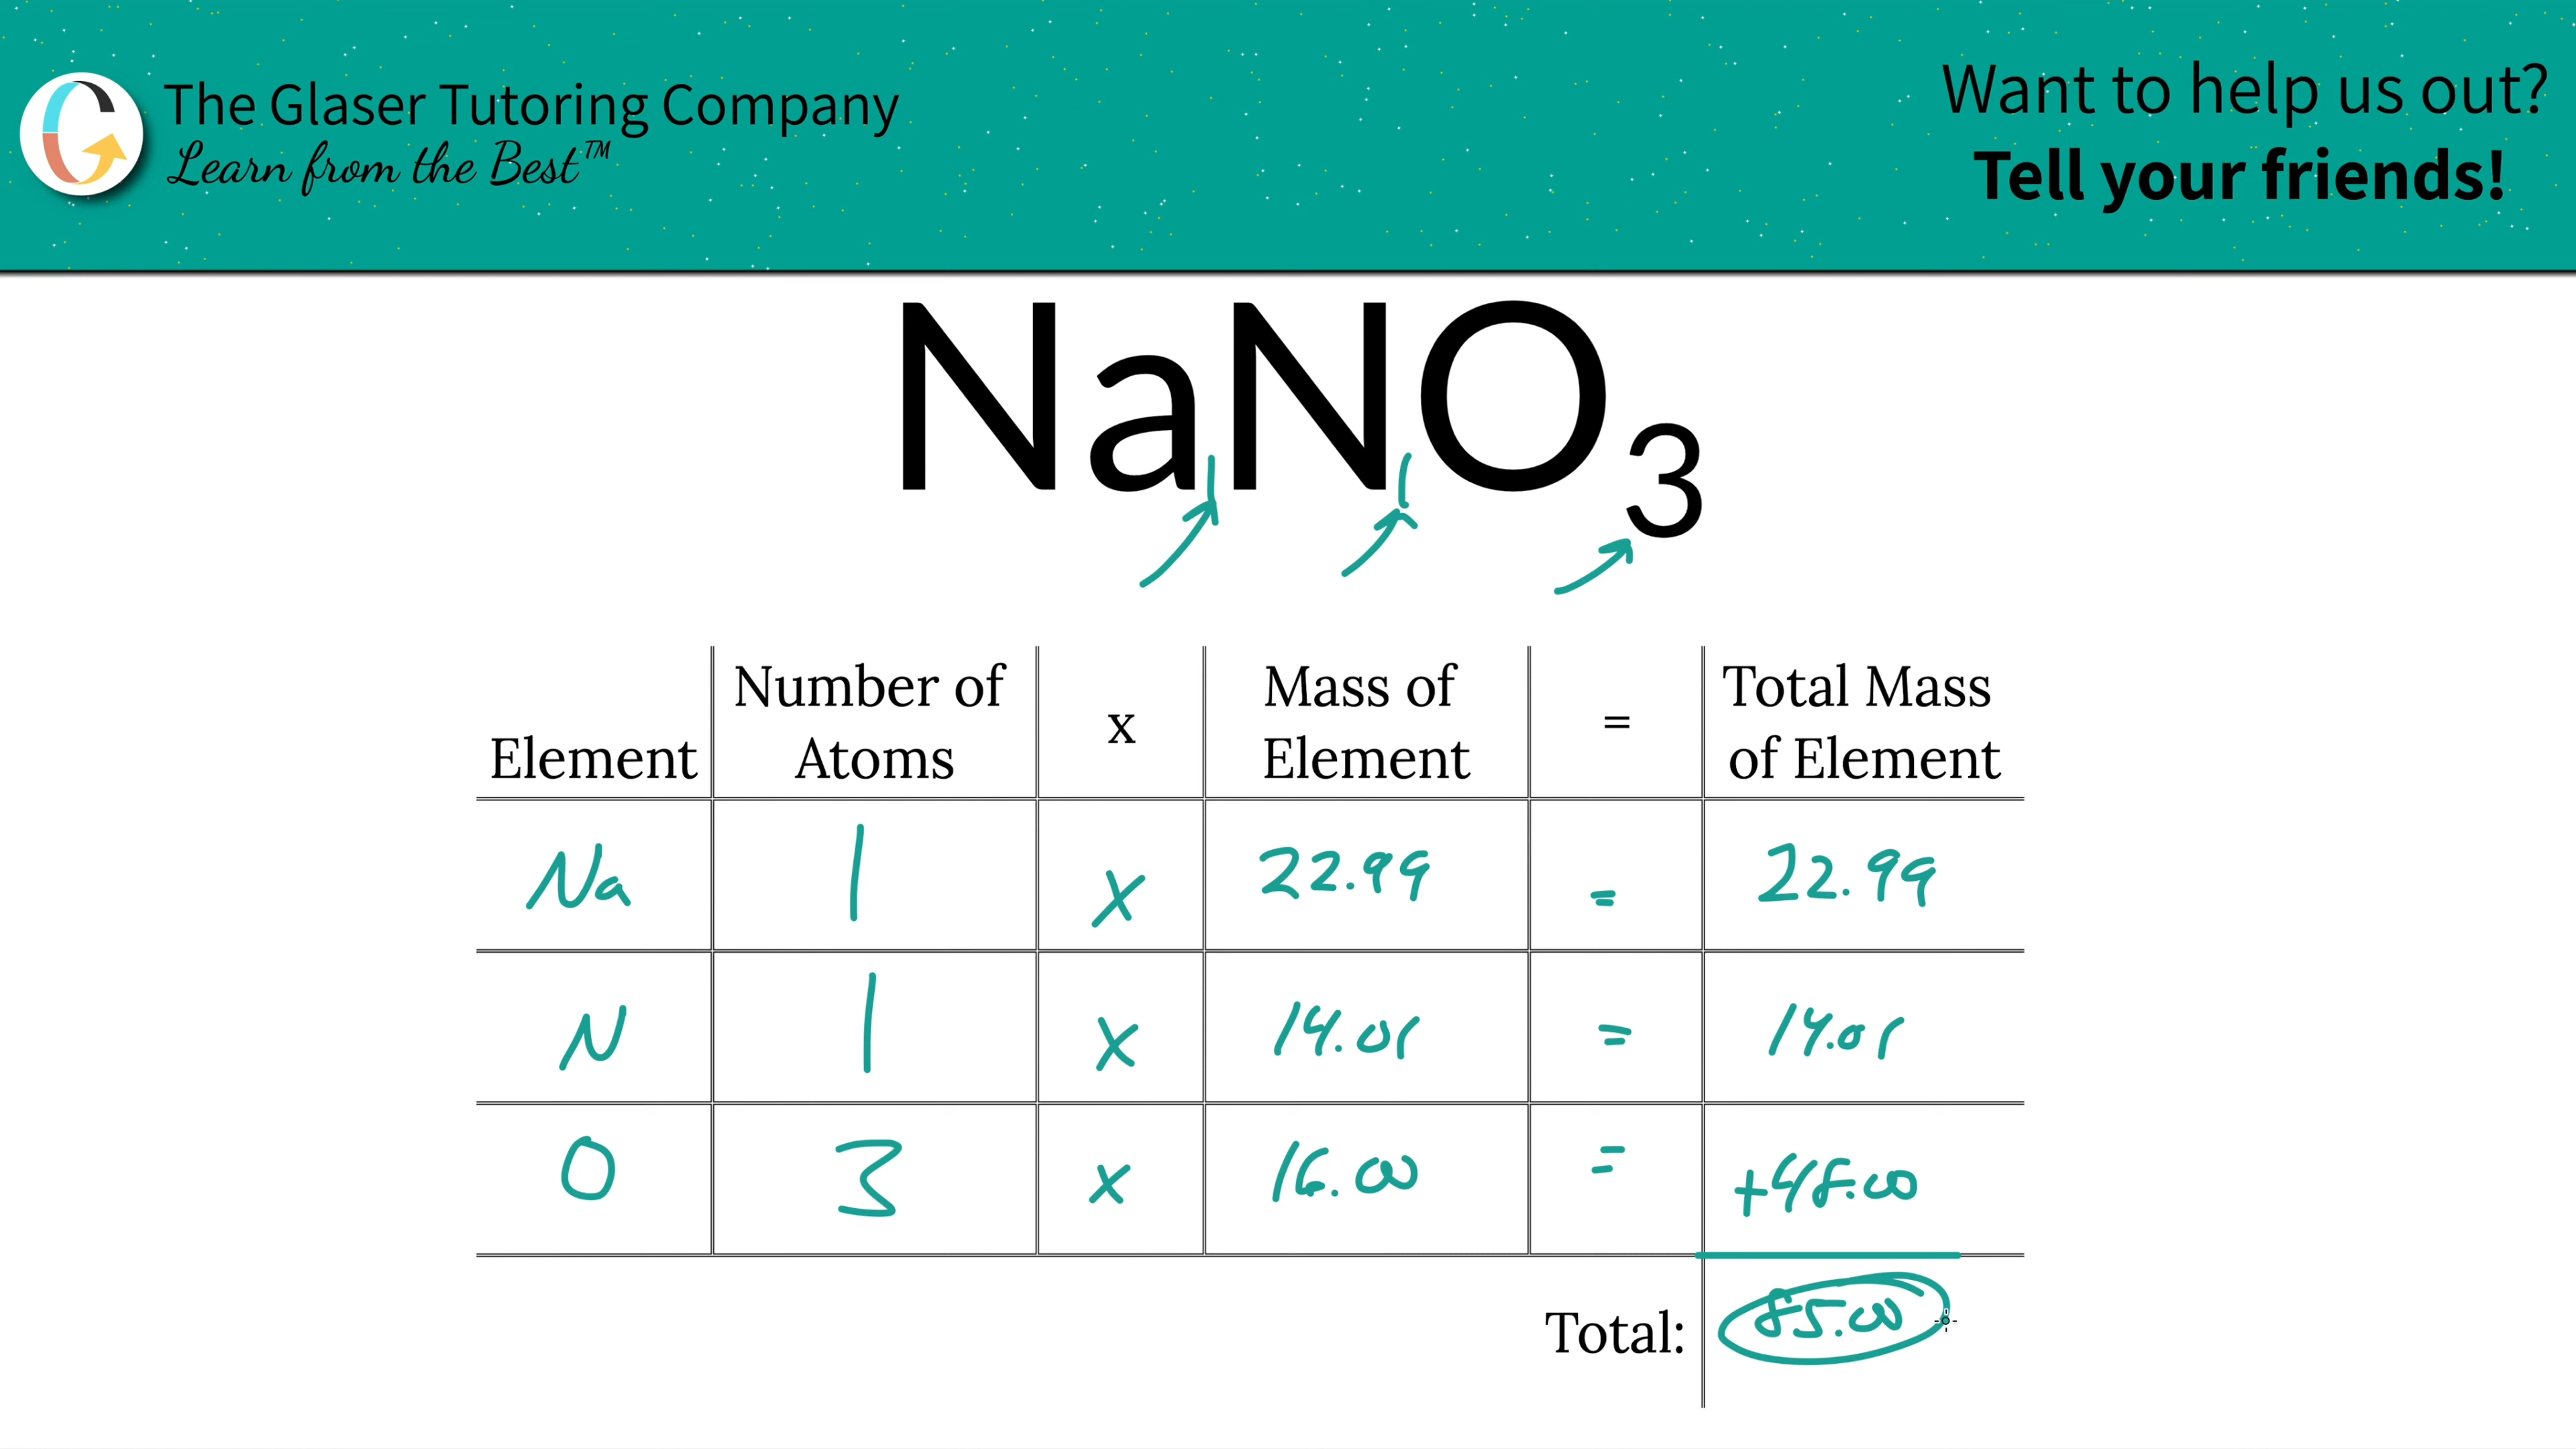 The Glaser Tutoring Company
Learn from the Best™
Want to help us out?
Tell your friends!
NaNO₃
1 1
Element Number of Atoms x Mass of Element = Total Mass of Element
Na 1 x 22.99 = 22.99
N 1 x 14.01 = 14.01
O 3 x 16.00 = +48.00
Total: 85.00